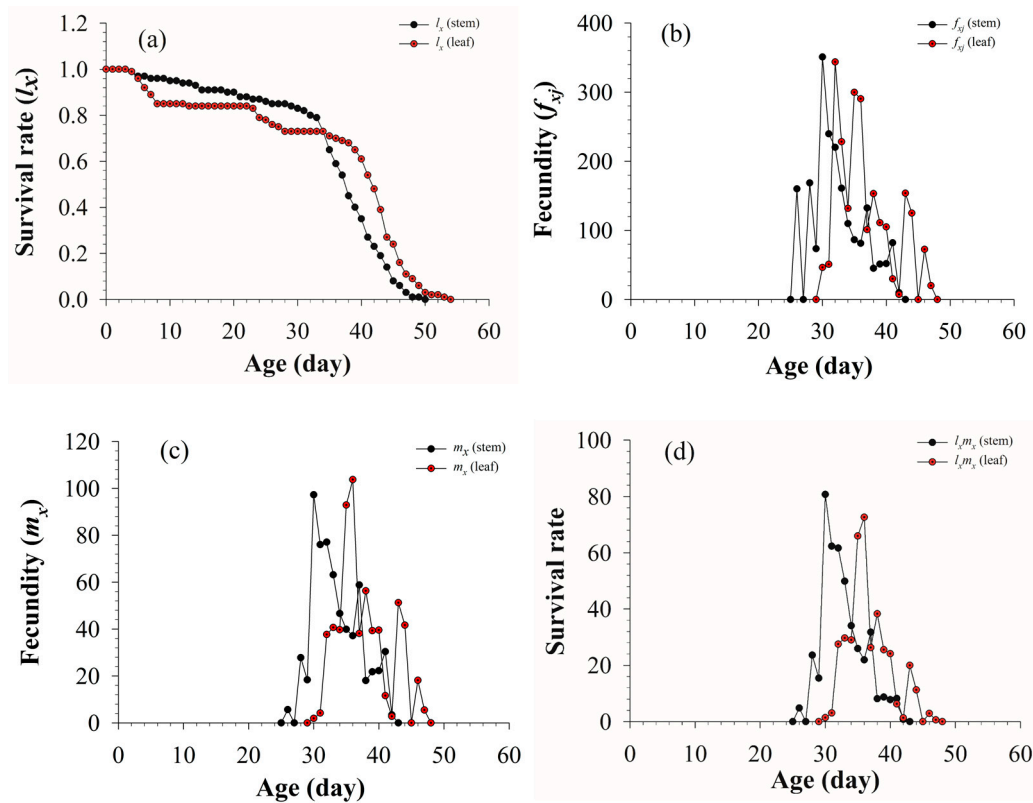 (a)
lx (stem)
lx (leaf)
Survival rate (lx)
1.2
1.0
0.8
0.6
0.4
0.2
0.0
0 10 20 30 40 50 60
Age (day)
(b)
fxj (stem)
fxj (leaf)
Fecundity (fxj)
400
300
200
100
0
0 10 20 30 40 50 60
Age (day)
(c)
mx (stem)
mx (leaf)
Fecundity (mx)
120
100
80
60
40
20
0
0 10 20 30 40 50 60
Age (day)
(d)
lxmx (stem)
lxmx (leaf)
Survival rate
100
80
60
40
20
0
0 10 20 30 40 50 60
Age (day)